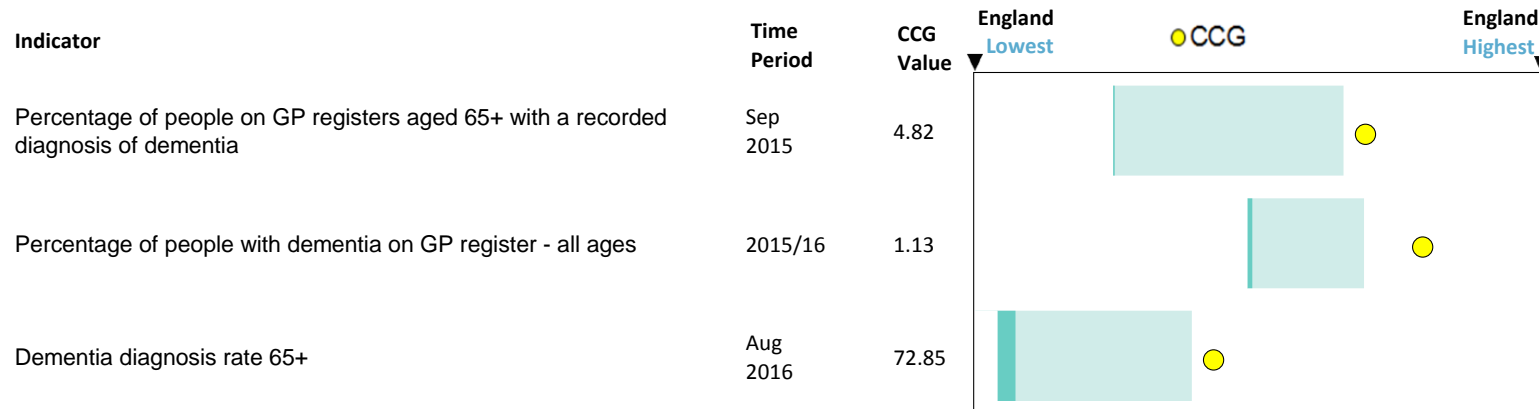 Indicator
Time
Period
CCG
Value
England
Lowest
CCG
England
Highest
Percentage of people on GP registers aged 65+ with a recorded
diagnosis of dementia
Sep
2015
4.82
Percentage of people with dementia on GP register - all ages
2015/16
1.13
Dementia diagnosis rate 65+
Aug
2016
72.85